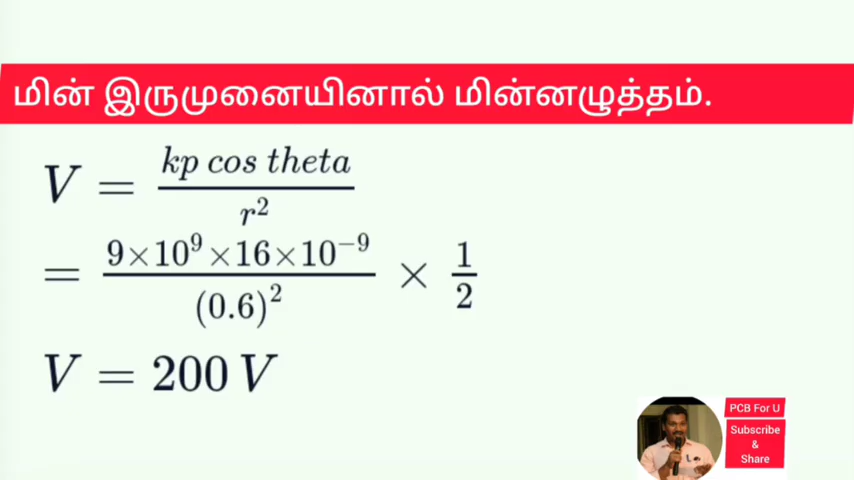 மின் இருமுனையினால் மின்னழுத்தம்.
V = kp cos theta / r²
= 9×10⁹×16×10⁻⁹ / (0.6)² × 1/2
V = 200 V
PCB For U
Subscribe
&
Share